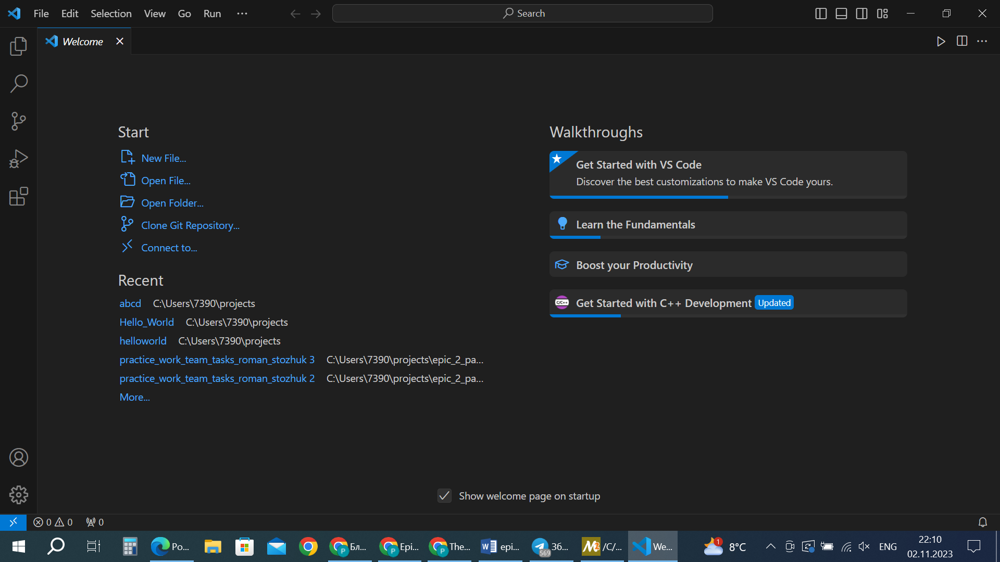 File Edit Selection View Go Run ···
Search
Welcome
Start
New File...
Open File...
Open Folder...
Clone Git Repository...
Connect to...
Recent
abcd C:\Users\7390\projects
Hello_World C:\Users\7390\projects
helloworld C:\Users\7390\projects
practice_work_team_tasks_roman_stozhuk 3 C:\Users\7390\projects\epic_2_pa...
practice_work_team_tasks_roman_stozhuk 2 C:\Users\7390\projects\epic_2_pa...
More...
Walkthroughs
Get Started with VS Code
Discover the best customizations to make VS Code yours.
Learn the Fundamentals
Boost your Productivity
C/C++ Get Started with C++ Development Updated
Show welcome page on startup
0 0 0
Po... P Бл... P Epi... P The... W epi... 569 Зб... M2 /C/... We... 1 8°C ENG 22:10
02.11.2023